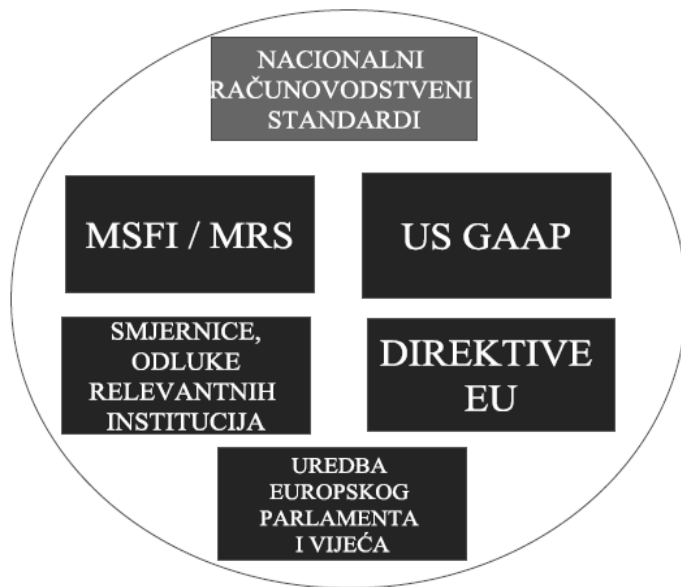 NACIONALNI
RAČUNOVODSTVENI
STANDARDI
MSFI / MRS
US GAAP
SMJERNICE,
ODLUKE
RELEVANTNIH
INSTITUCIJA
DIREKTIVE
EU
UREDBA
EUROPSKOG
PARLAMENTA
I VIJEĆA